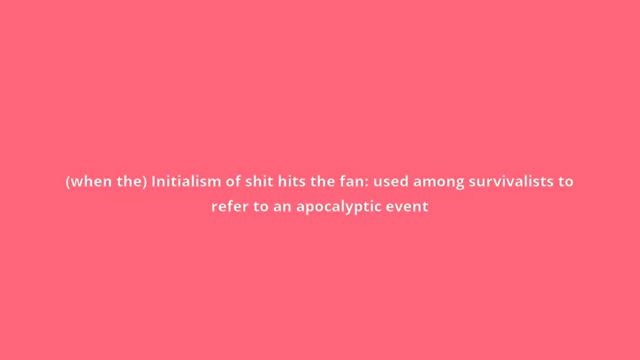 (when the) Initialism of shit hits the fan: used among survivalists to
refer to an apocalyptic event